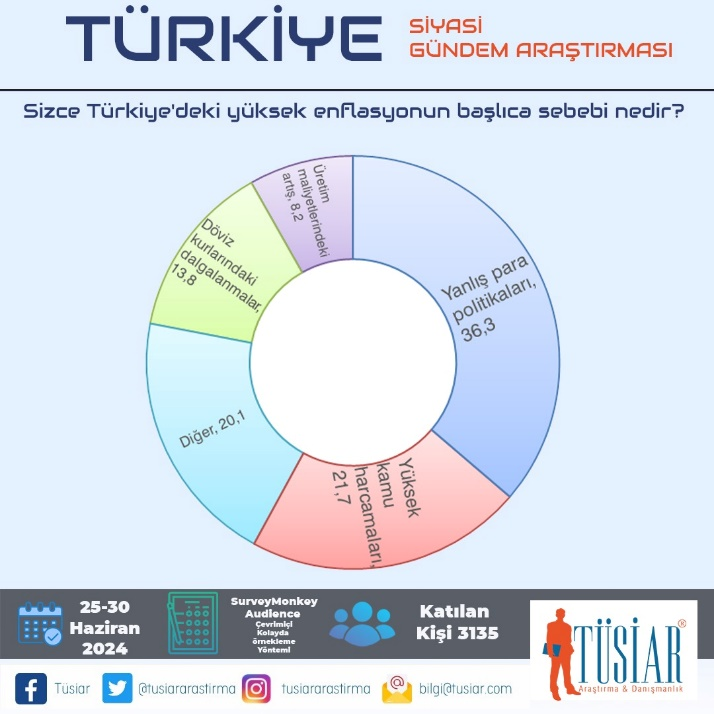 TÜRKİYE
SİYASİ
GÜNDEM ARAŞTIRMASI
Sizce Türkiye'deki yüksek enflasyonun başlıca sebebi nedir?
Üretim
maliyetlerindeki
artış, 8,2
Yanlış para
politikaları,
36,3
Döviz
kurlarındaki
dalgalanmalar,
13,8
Diğer, 20,1
Yüksek
kamu
harcamaları,
21,7
25-30
Haziran
2024
SurveyMonkey
Audience
Çevrimiçi
Kolayda
örnekleme
Yöntemi
Katılan
Kişi 3135
TÜSİAR®
Araştırma & Danışmanlık
Tüsiar
@tusiararastirma
tusiararastirma
bilgi@tusiar.com